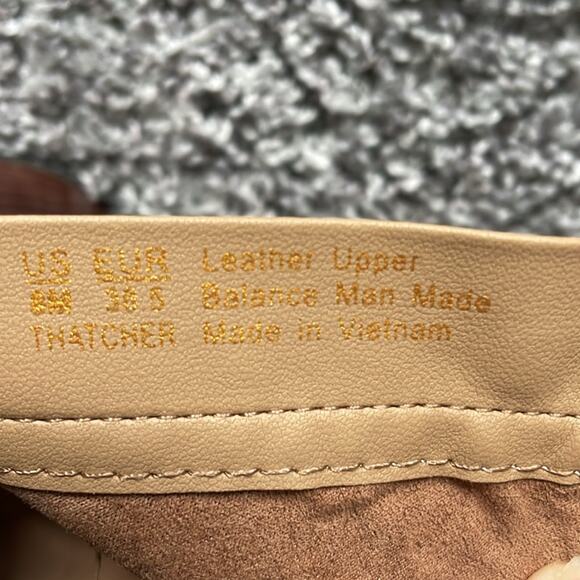 US EUR Leather Upper
8M 38 5 Balance Man Made
THATCHER Made in Vietnam